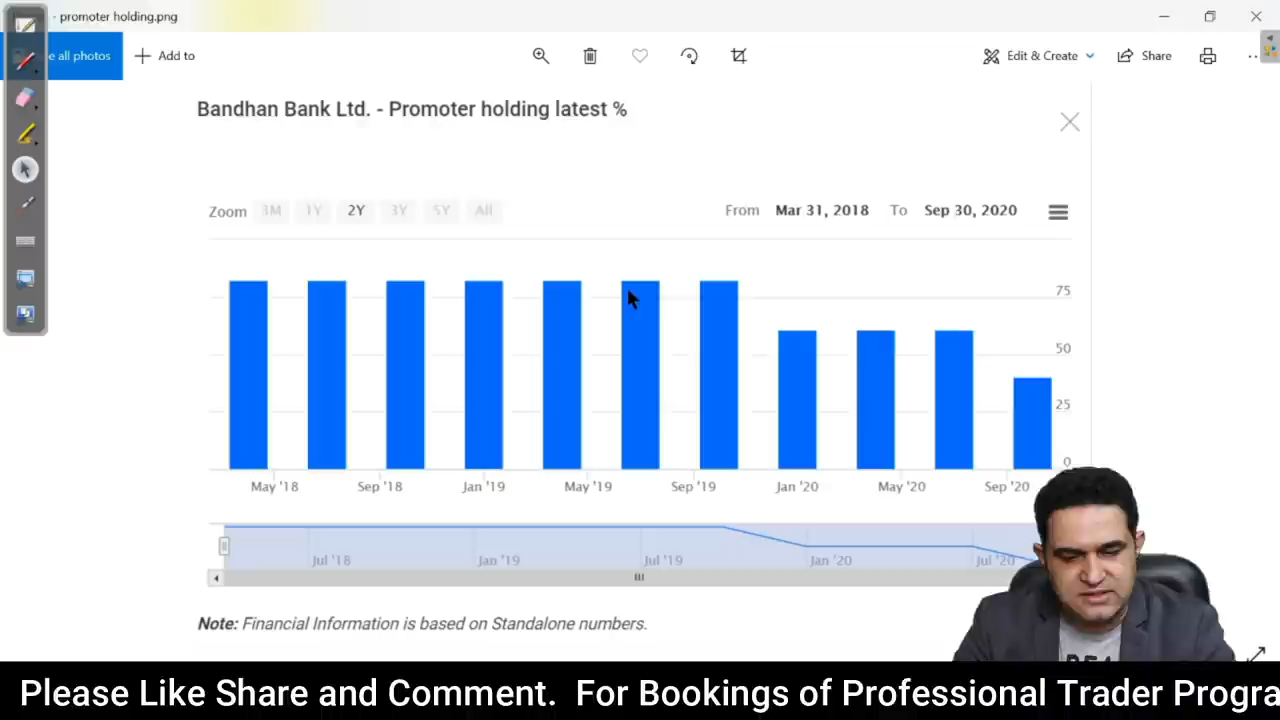 - promoter holding.png
e all photos
Add to
Edit & Create
Share
Bandhan Bank Ltd. - Promoter holding latest %
Zoom 3M 1Y 2Y 3Y 5Y All
From Mar 31, 2018 To Sep 30, 2020
75
50
25
0
May '18 Sep '18 Jan '19 May '19 Sep '19 Jan '20 May '20 Sep '20
Jul '18 Jan '19 Jul '19 Jan '20 Jul '20
Note: Financial Information is based on Standalone numbers.
Please Like Share and Comment. For Bookings of Professional Trader Progra